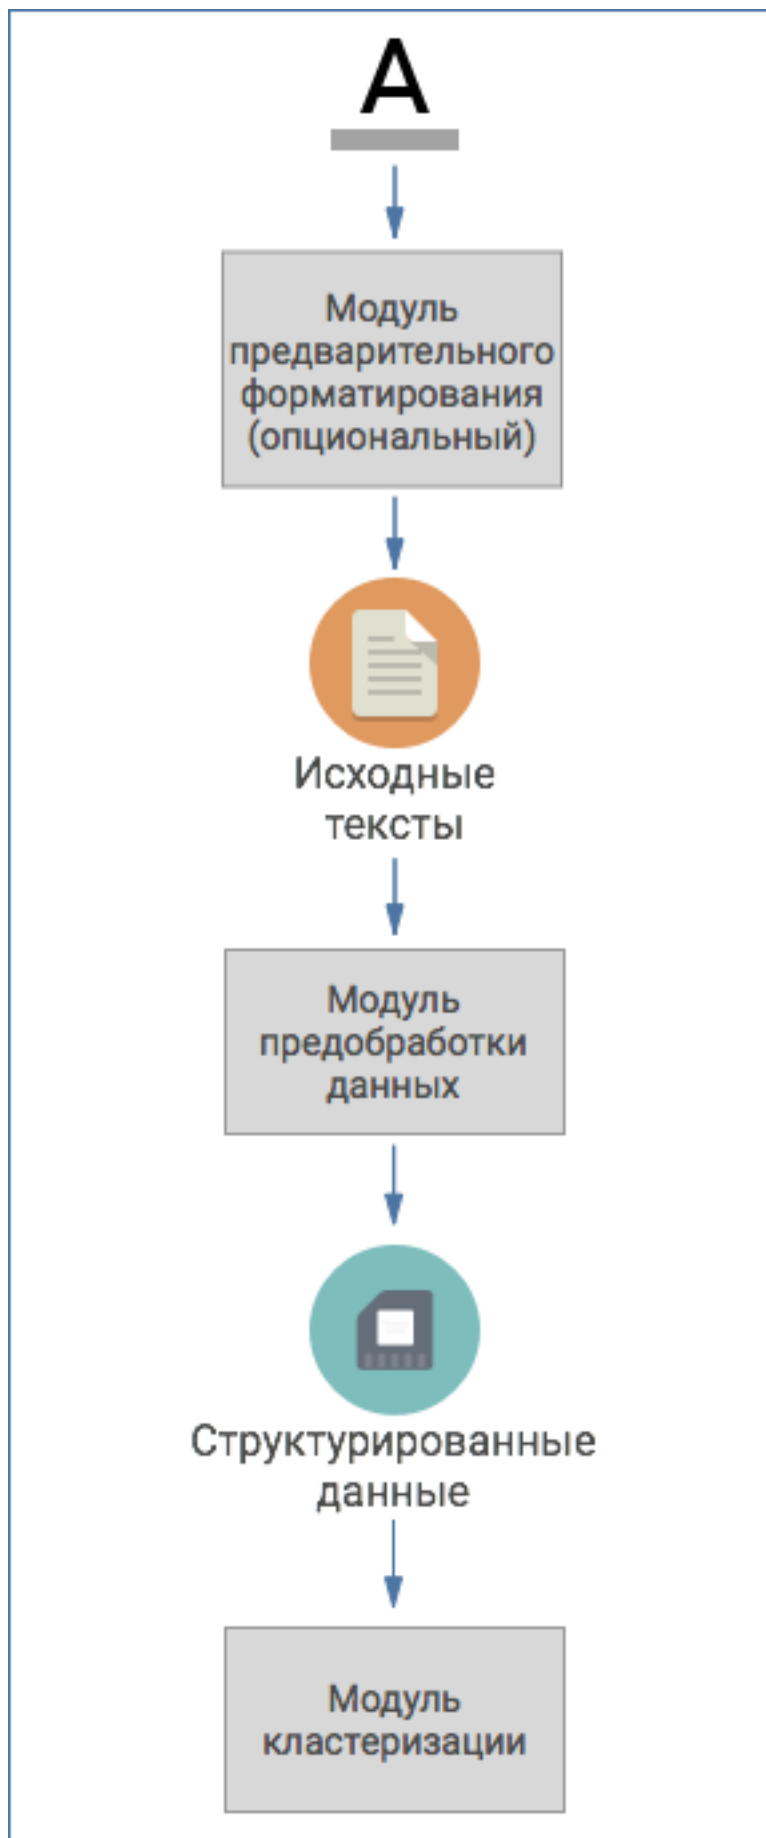 А
Модуль
предварительного
форматирования
(опциональный)
Исходные
тексты
Модуль
предобработки
данных
Структурированные
данные
Модуль
кластеризации